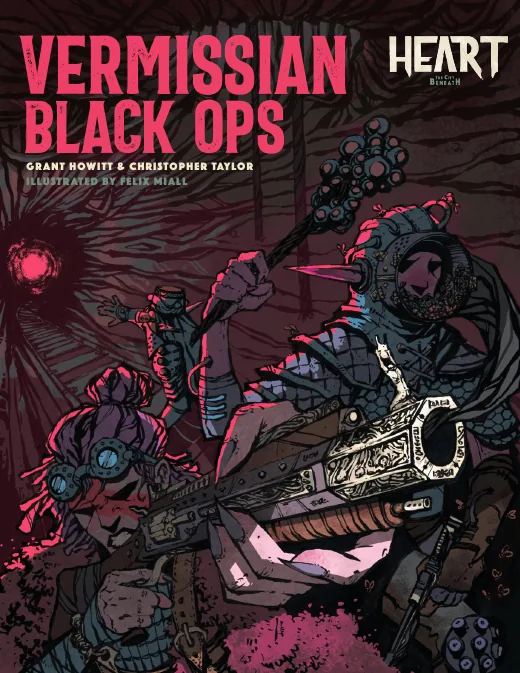 VERMISSIAN
BLACK OPS
HEART
THE CITY
BENEATH
GRANT HOWITT & CHRISTOPHER TAYLOR
ILLUSTRATED BY FELIX MIALL